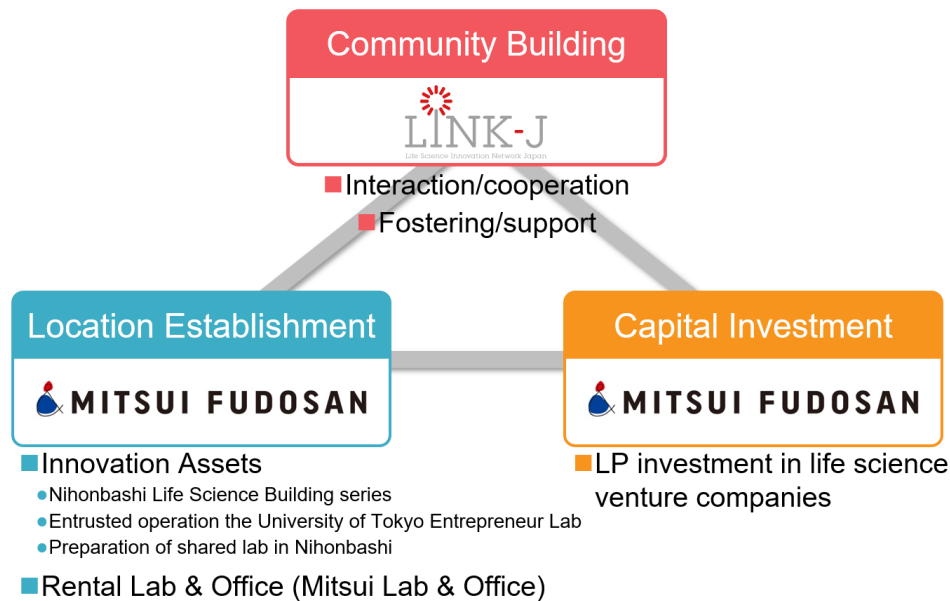 Community Building
LINK-J
Life Science Innovation Network Japan
Interaction/cooperation
Fostering/support
Location Establishment
MITSUI FUDOSAN
Innovation Assets
Nihonbashi Life Science Building series
Entrusted operation the University of Tokyo Entrepreneur Lab
Preparation of shared lab in Nihonbashi
Rental Lab & Office (Mitsui Lab & Office)
Capital Investment
MITSUI FUDOSAN
LP investment in life science
venture companies